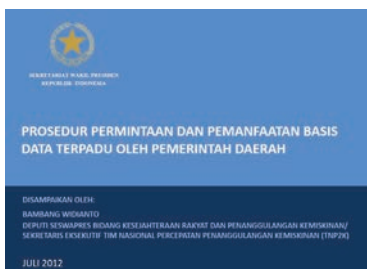 SEKRETARIAT WAKIL PRESIDEN
REPUBLIK INDONESIA
PROSEDUR PERMINTAAN DAN PEMANFAATAN BASIS
DATA TERPADU OLEH PEMERINTAH DAERAH
DISAMPAIKAN OLEH:
BAMBANG WIDIANTO
DEPUTI SESWAPRES BIDANG KESEJAHTERAAN RAKYAT DAN PENANGGULANGAN KEMISKINAN/
SEKRETARIS EKSEKUTIF TIM NASIONAL PERCEPATAN PENANGGULANGAN KEMISKINAN (TNP2K)
JULI 2012